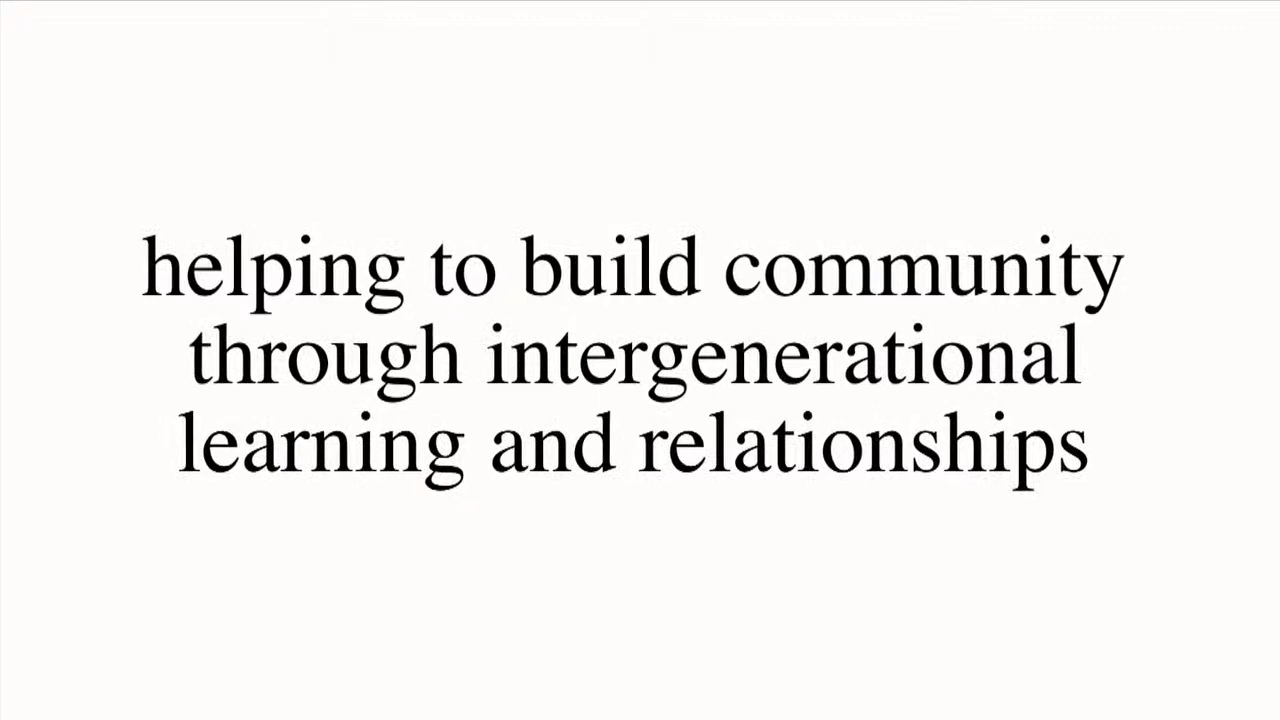 helping to build community
through intergenerational
learning and relationships